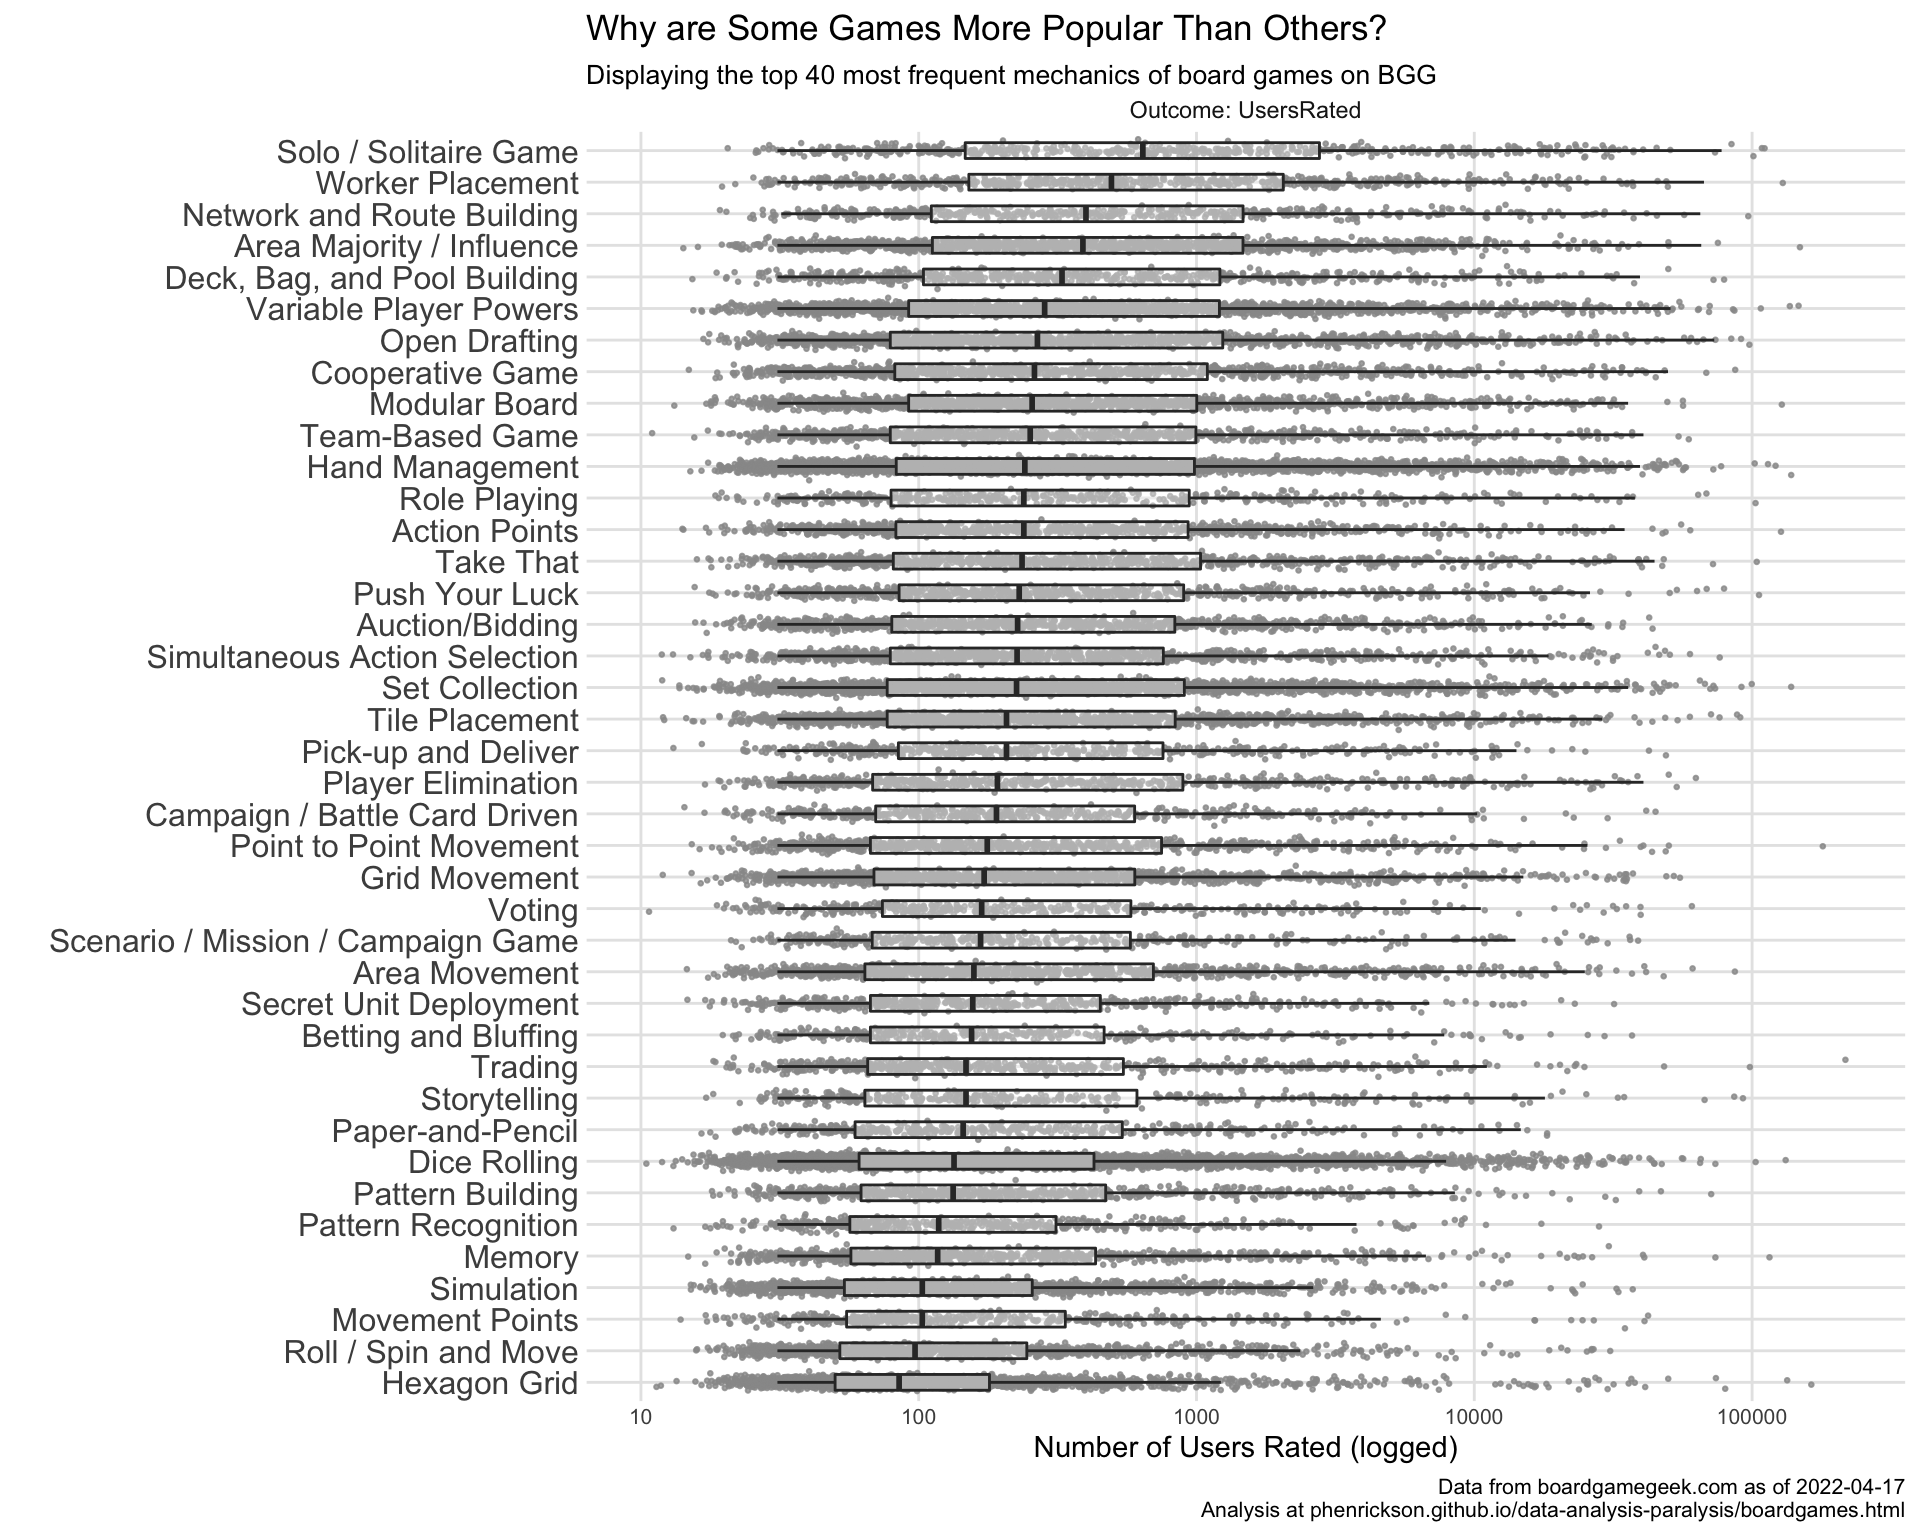 Why are Some Games More Popular Than Others?
Displaying the top 40 most frequent mechanics of board games on BGG
Outcome: UsersRated
Solo / Solitaire Game
Worker Placement
Network and Route Building
Area Majority / Influence
Deck, Bag, and Pool Building
Variable Player Powers
Open Drafting
Cooperative Game
Modular Board
Team-Based Game
Hand Management
Role Playing
Action Points
Take That
Push Your Luck
Auction/Bidding
Simultaneous Action Selection
Set Collection
Tile Placement
Pick-up and Deliver
Player Elimination
Campaign / Battle Card Driven
Point to Point Movement
Grid Movement
Voting
Scenario / Mission / Campaign Game
Area Movement
Secret Unit Deployment
Betting and Bluffing
Trading
Storytelling
Paper-and-Pencil
Dice Rolling
Pattern Building
Pattern Recognition
Memory
Simulation
Movement Points
Roll / Spin and Move
Hexagon Grid
10 100 1000 10000 100000
Number of Users Rated (logged)
Data from boardgamegeek.com as of 2022-04-17
Analysis at phenrickson.github.io/data-analysis-paralysis/boardgames.html